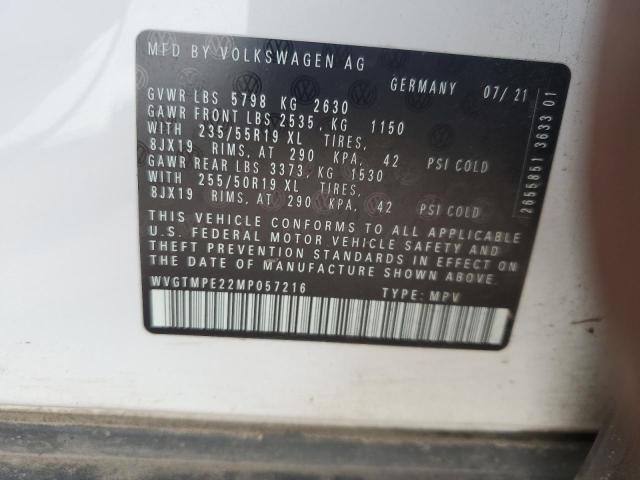 MFD BY VOLKSWAGEN AG
GERMANY 07/21
GVWR LBS 5798 KG 2630
GAWR FRONT LBS 2535, KG 1150
WITH 235/55R19 XL TIRES,
8JX19 RIMS, AT 290 KPA, 42 PSI COLD
GAWR REAR LBS 3373, KG 1530
WITH 255/50R19 XL TIRES,
8JX19 RIMS, AT 290 KPA, 42 PSI COLD
THIS VEHICLE CONFORMS TO ALL APPLICABLE
U.S. FEDERAL MOTOR VEHICLE SAFETY AND
THEFT PREVENTION STANDARDS IN EFFECT ON
THE DATE OF MANUFACTURE SHOWN ABOVE.
WVGTMPE22MP057216 TYPE: MPV
2655851 3633 01